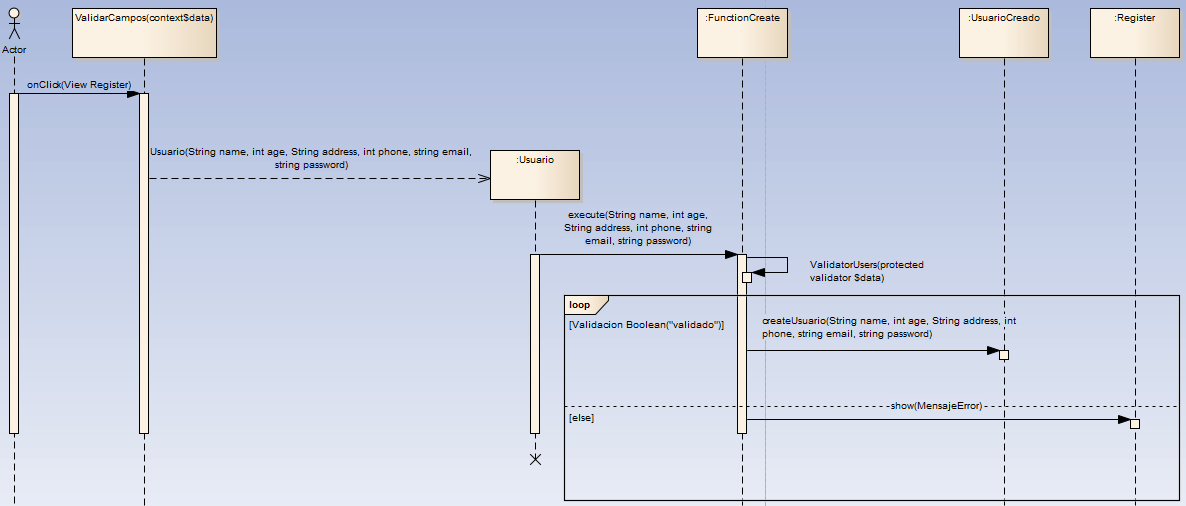 ValidarCampos(context$data)
:FunctionCreate
:UsuarioCreado
:Register
Actor
onClick(View Register)
Usuario(String name, int age, String address, int phone, string email,
string password)
:Usuario
execute(String name, int age,
String address, int phone, string
email, string password)
ValidatorUsers(protected
validator $data)
loop
[Validacion Boolean("validado")]
createUsuario(String name, int age, String address, int
phone, string email, string password)
show(MensajeError)
[else]